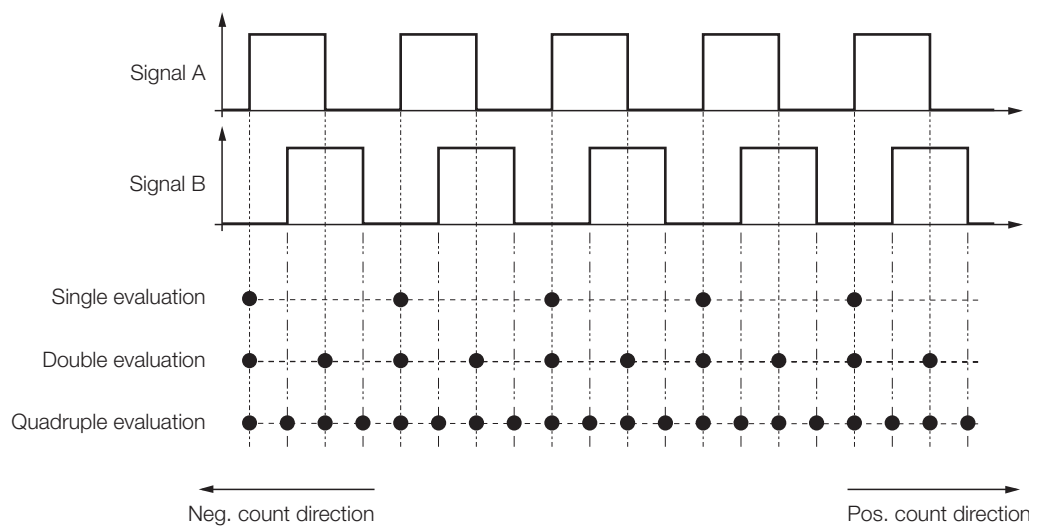 Signal A
Signal B
Single evaluation
Double evaluation
Quadruple evaluation
Neg. count direction
Pos. count direction